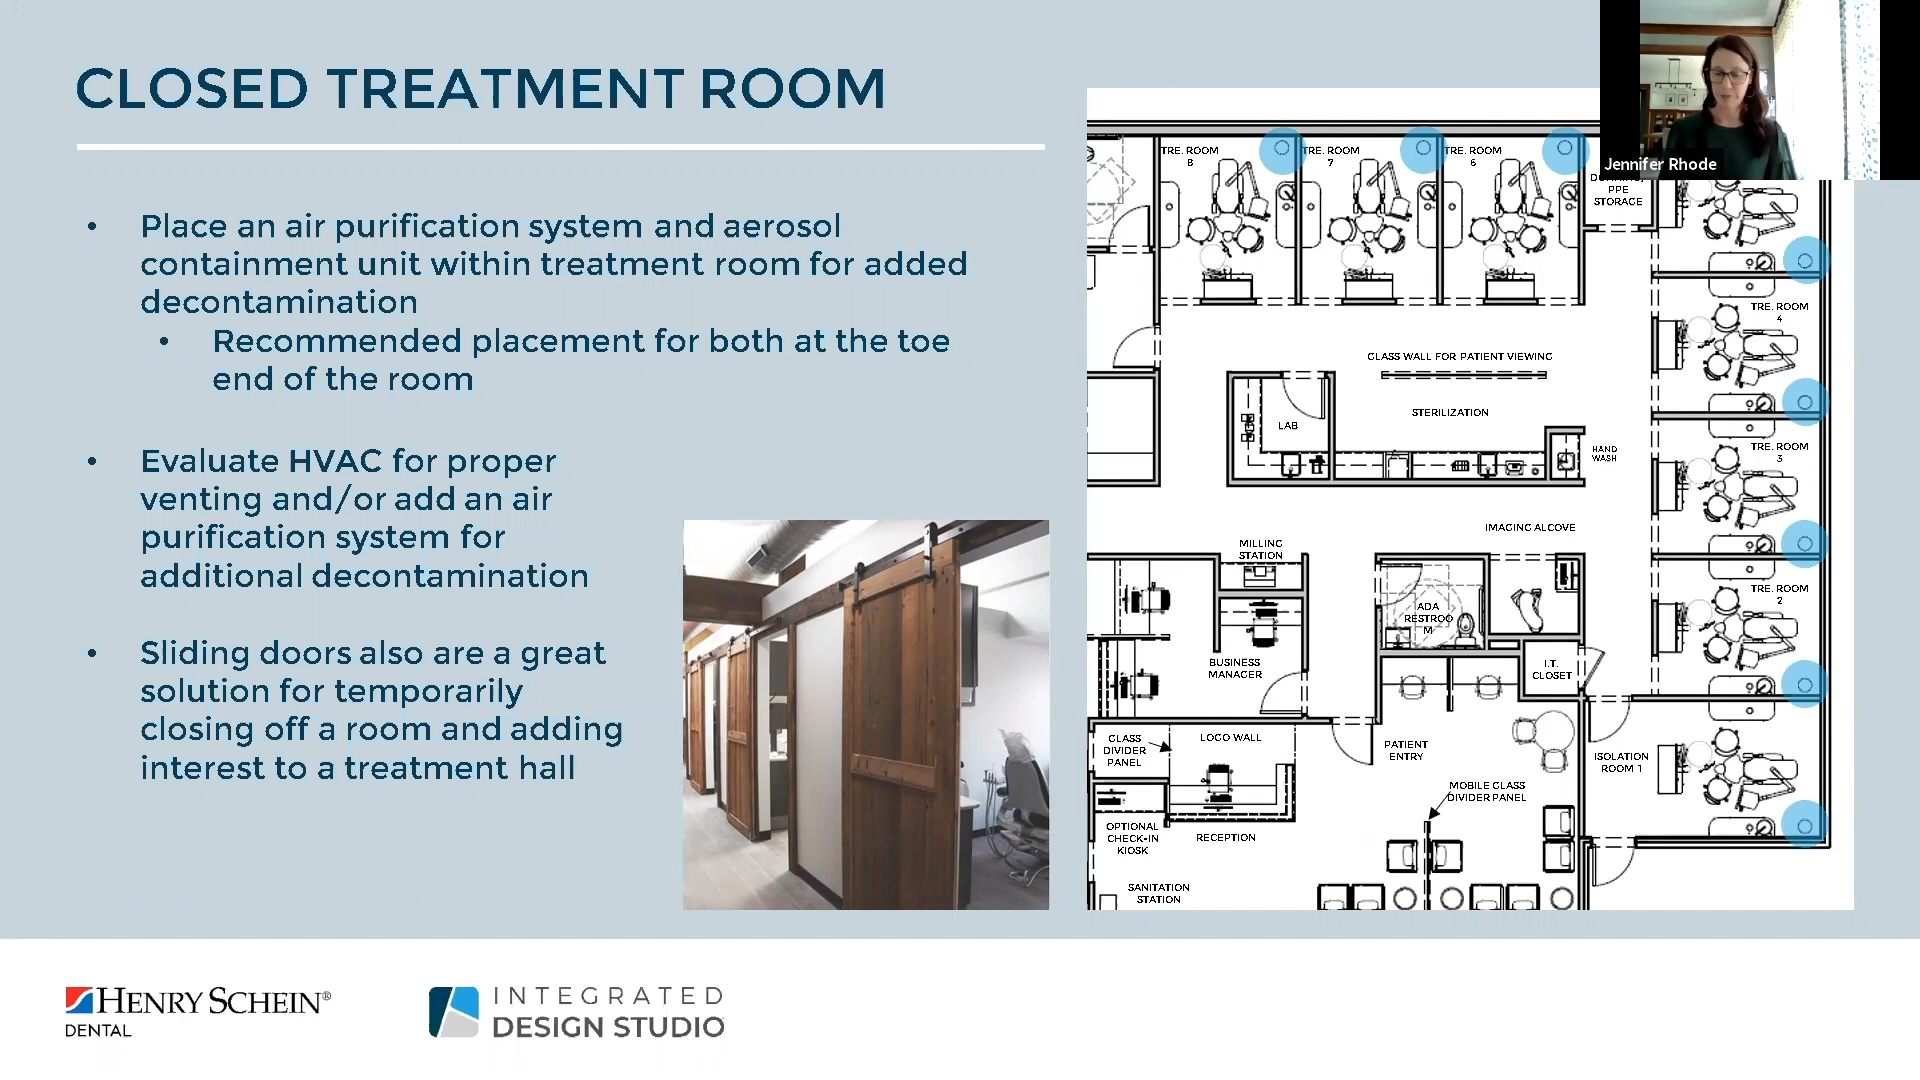 CLOSED TREATMENT ROOM
• Place an air purification system and aerosol
containment unit within treatment room for added
decontamination
• Recommended placement for both at the toe
end of the room
• Evaluate HVAC for proper
venting and/or add an air
purification system for
additional decontamination
• Sliding doors also are a great
solution for temporarily
closing off a room and adding
interest to a treatment hall
Jennifer Rhode
TRE. ROOM
8
TRE. ROOM
7
TRE. ROOM
6
PPE
STORAGE
TRE. ROOM
4
GLASS WALL FOR PATIENT VIEWING
STERILIZATION
LAB
HAND
WASH
TRE. ROOM
3
IMAGING ALCOVE
MILLING
STATION
TRE. ROOM
2
ADA
RESTROO
M
BUSINESS
MANAGER
I.T.
CLOSET
GLASS
DIVIDER
PANEL
LOGO WALL
PATIENT
ENTRY
ISOLATION
ROOM 1
MOBILE GLASS
DIVIDER PANEL
OPTIONAL
CHECK-IN
KIOSK
RECEPTION
SANITATION
STATION
HENRY SCHEIN®
DENTAL
INTEGRATED
DESIGN STUDIO